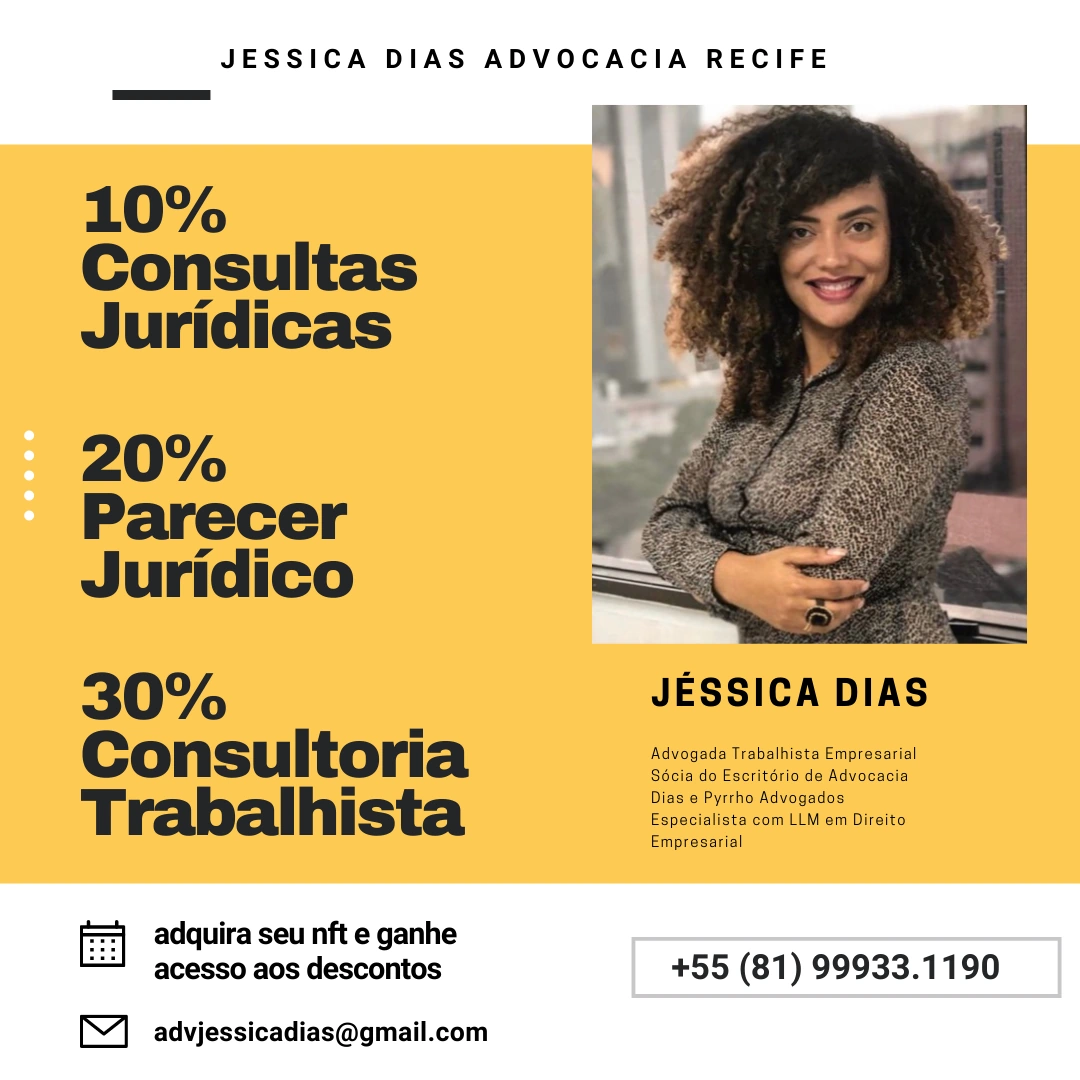 JESSICA DIAS ADVOCACIA RECIFE
10%
Consultas
Jurídicas
20%
Parecer
Jurídico
30%
Consultoria
Trabalhista
JÉSSICA DIAS
Advogada Trabalhista Empresarial
Sócia do Escritório de Advocacia
Dias e Pyrrho Advogados
Especialista com LLM em Direito
Empresarial
adquira seu nft e ganhe
acesso aos descontos
advjessicadias@gmail.com
+55 (81) 99933.1190